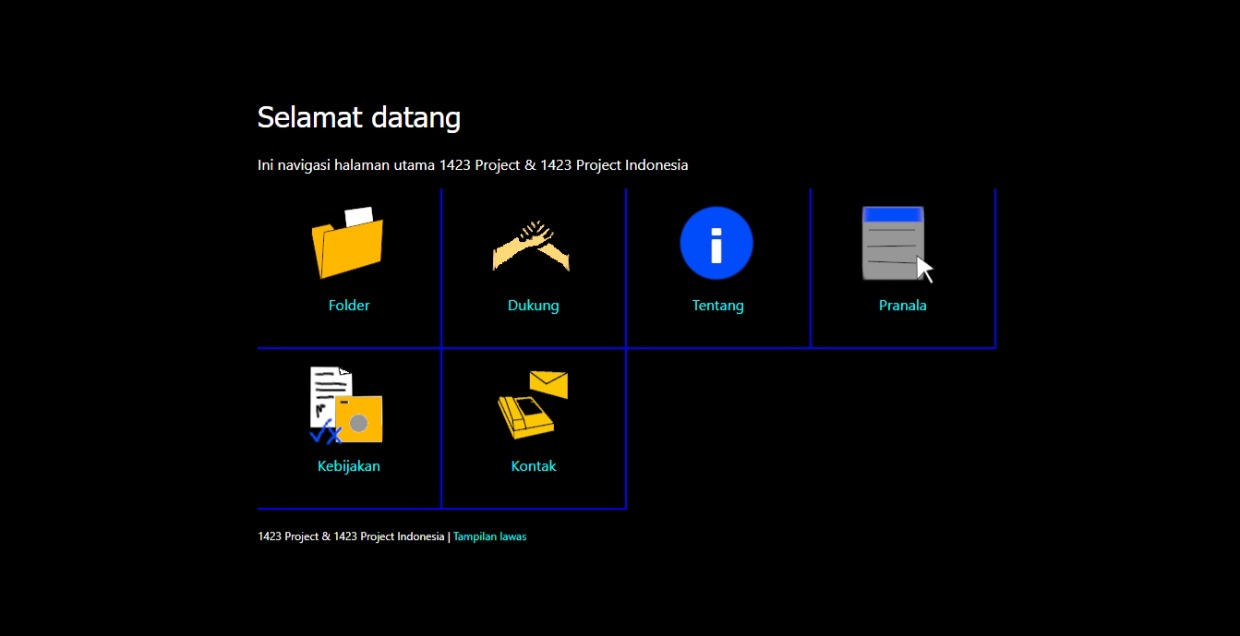 Selamat datang
Ini navigasi halaman utama 1423 Project & 1423 Project Indonesia
Folder
Dukung
Tentang
Pranala
Kebijakan
Kontak
1423 Project & 1423 Project Indonesia | Tampilan lawas